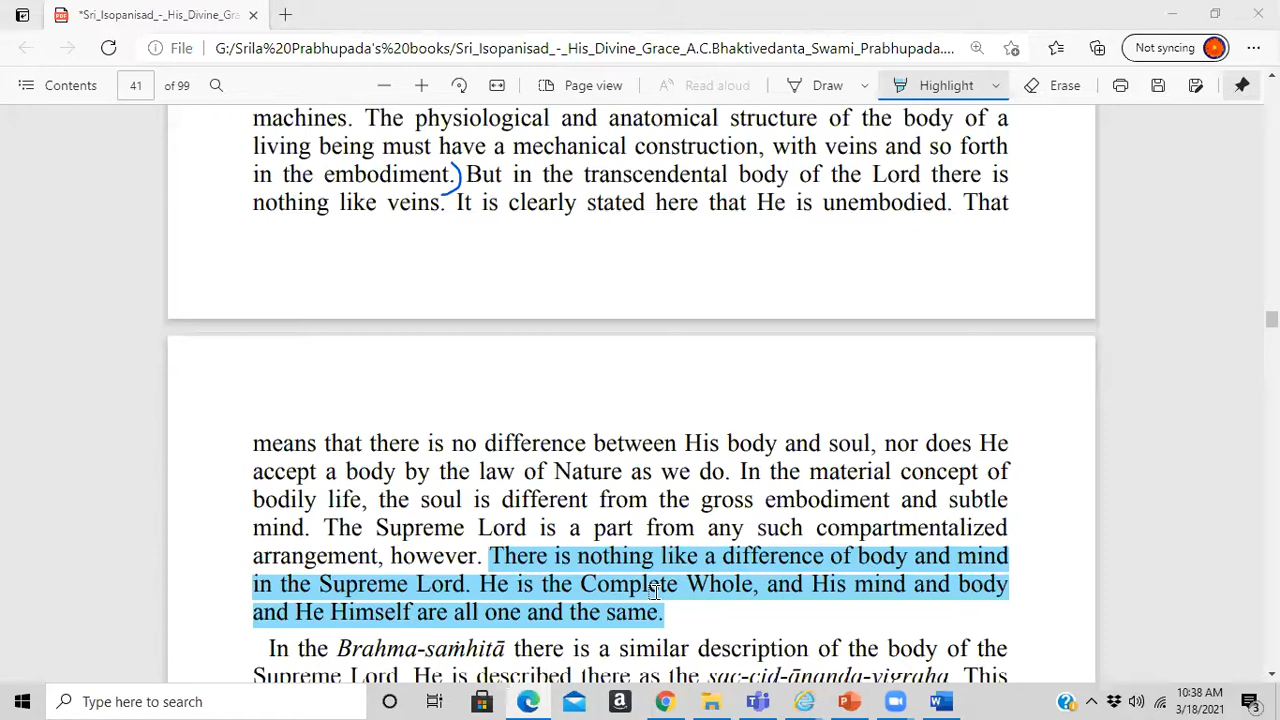 *Sri_Isopanisad_-_His_Divine_Gra
File
G:/Srila%20Prabhupada's%20books/Sri_Isopanisad_-_His_Divine_Grace_A.C.Bhaktivedanta_Swami_Prabhupada....
Not syncing
Contents
41
of 99
Page view
Read aloud
Draw
Highlight
Erase
machines. The physiological and anatomical structure of the body of a
living being must have a mechanical construction, with veins and so forth
in the embodiment. But in the transcendental body of the Lord there is
nothing like veins. It is clearly stated here that He is unembodied. That
means that there is no difference between His body and soul, nor does He
accept a body by the law of Nature as we do. In the material concept of
bodily life, the soul is different from the gross embodiment and subtle
mind. The Supreme Lord is a part from any such compartmentalized
arrangement, however. There is nothing like a difference of body and mind
in the Supreme Lord. He is the Complete Whole, and His mind and body
and He Himself are all one and the same.
In the Brahma-saṁhitā there is a similar description of the body of the
Supreme Lord. He is described there as the sac-cid-ānanda-vigraha. This
Type here to search
10:38 AM
3/18/2021
3